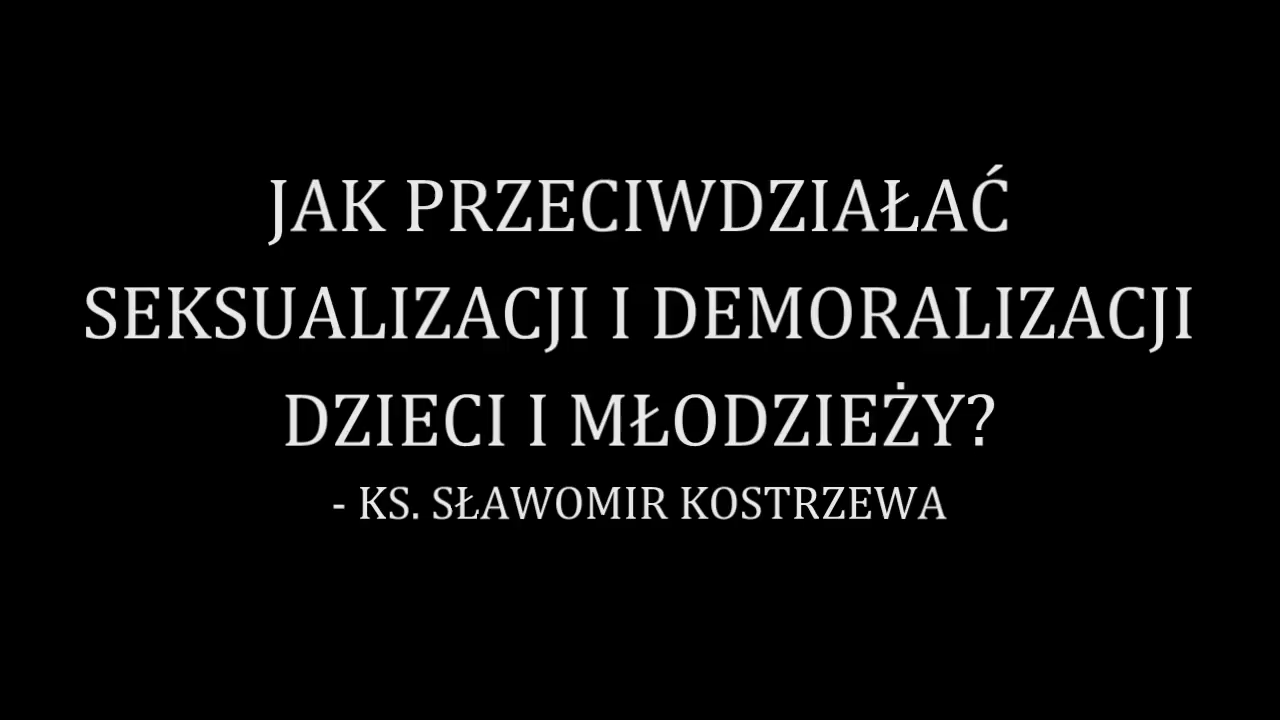 JAK PRZECIWDZIAŁAĆ
SEKSUALIZACJI I DEMORALIZACJI
DZIECI I MŁODZIEŻY?
- KS. SŁAWOMIR KOSTRZEWA